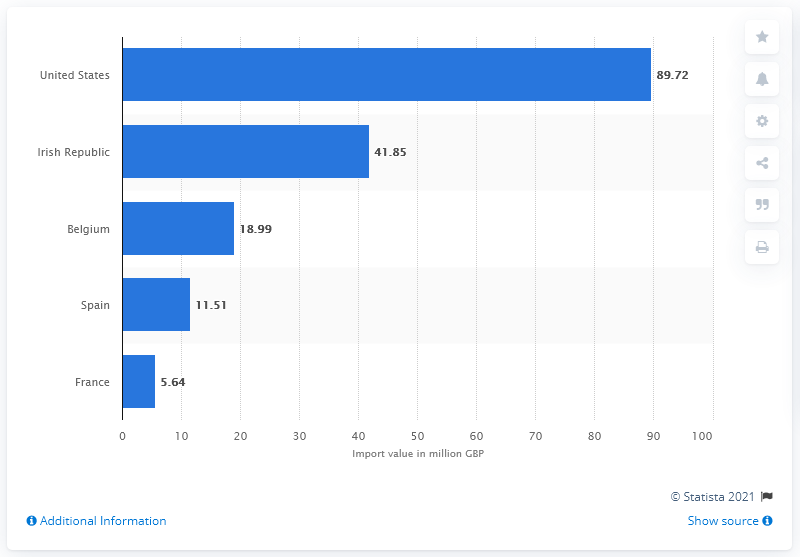 United States 89.72
Irish Republic 41.85
Belgium 18.99
Spain 11.51
France 5.64
0 10 20 30 40 50 60 70 80 90 100
Import value in million GBP
© Statista 2021
Additional Information Show source